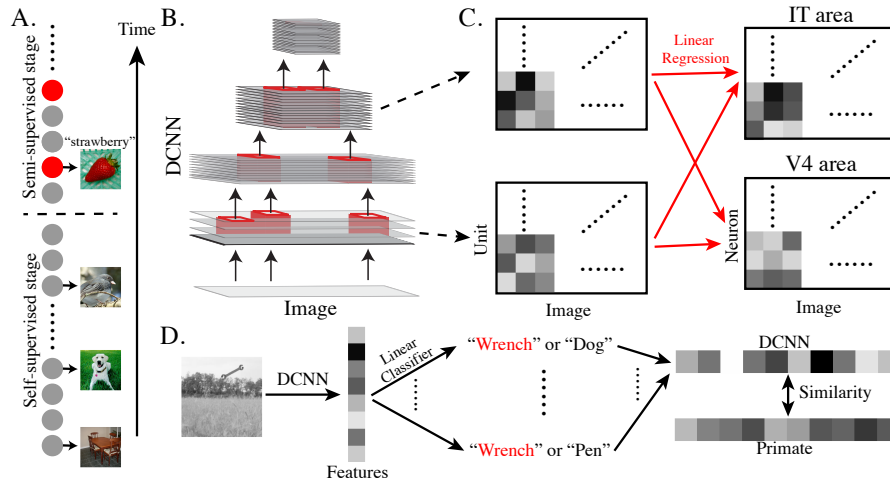 A.
Time
Semi-supervised stage
"strawberry"
Self-supervised stage
B.
DCNN
Image
C.
Unit
Image
Linear
Regression
IT area
V4 area
Neuron
Image
D.
DCNN
Features
Linear
Classifier
"Wrench" or "Dog"
"Wrench" or "Pen"
DCNN
Similarity
Primate